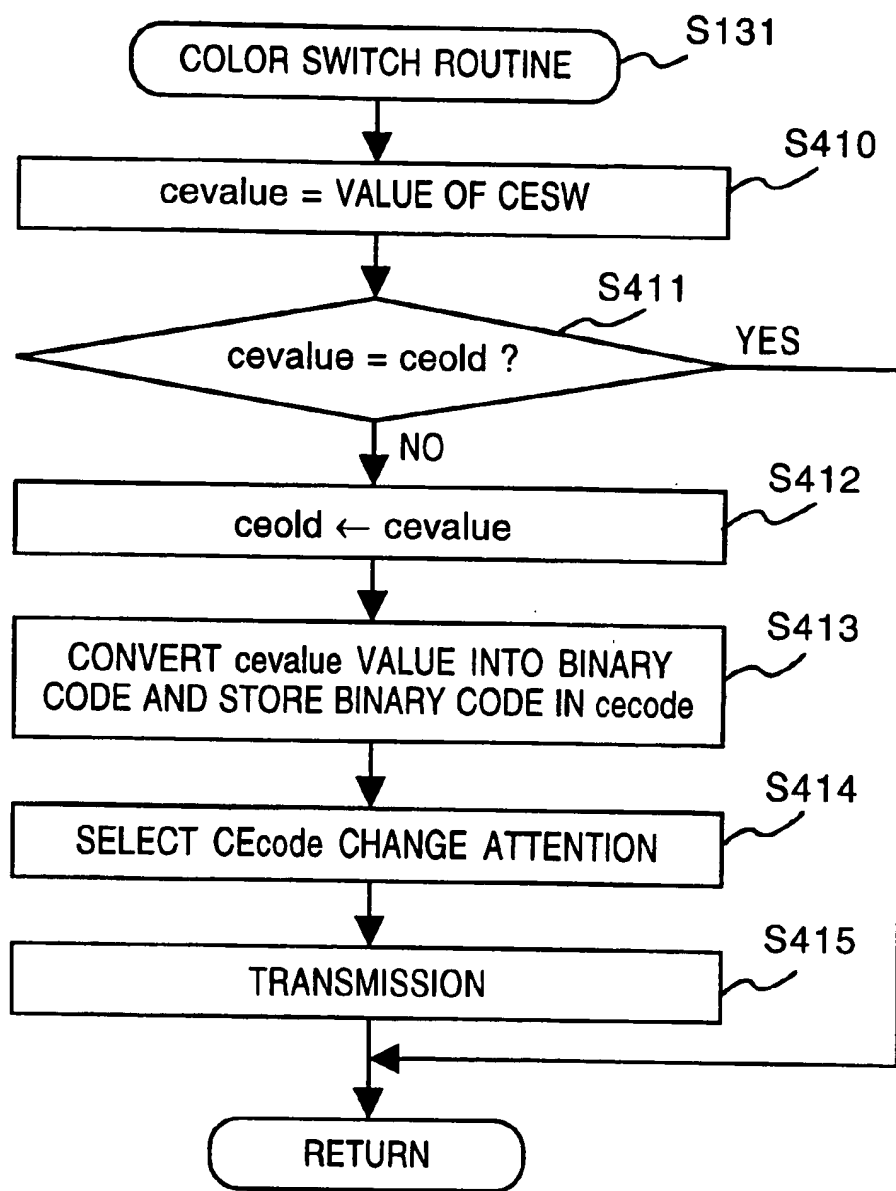 COLOR SWITCH ROUTINE
S131
S410
cevalue = VALUE OF CESW
S411
cevalue = ceold ?
YES
NO
S412
ceold ← cevalue
S413
CONVERT cevalue VALUE INTO BINARY
CODE AND STORE BINARY CODE IN cecode
S414
SELECT CEcode CHANGE ATTENTION
S415
TRANSMISSION
RETURN